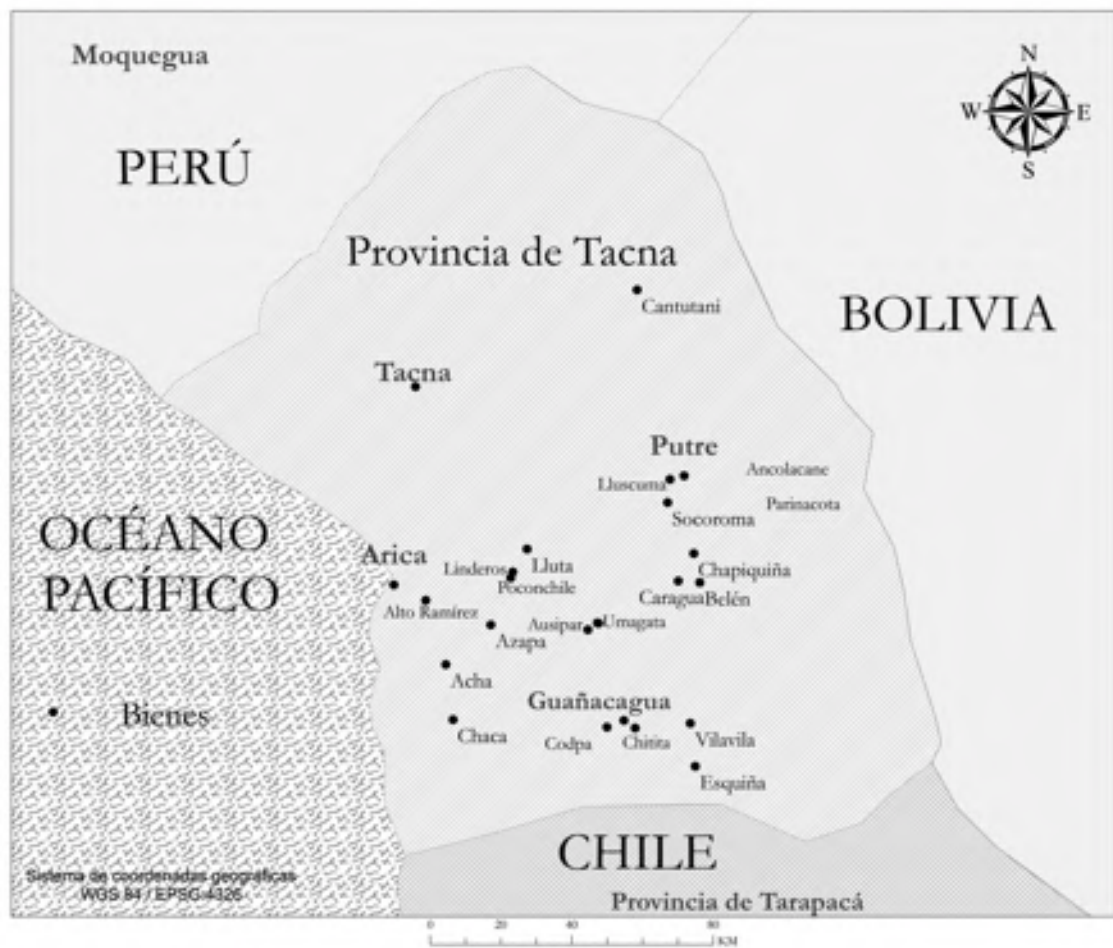 Moquegua
N
W E
S
PERÚ
Provincia de Tacna
Cantutani
BOLIVIA
Tacna
Putre
Ancolacane
Lluscuma
Parinacota
Socoroma
OCÉANO
PACÍFICO
Arica
Lluta
Linderos
Poconchile
Chapiquiña
Caragua
Belén
Alto Ramírez
Ausipar
Umagata
Azapa
Acha
Guañacagua
Bienes
Chaca
Codpa
Chitita
Vilavila
Esquiña
CHILE
Sistema de coordenadas geográficas
WGS 84 / EPSG:4326
Provincia de Tarapacá
0 20 40 80
KM